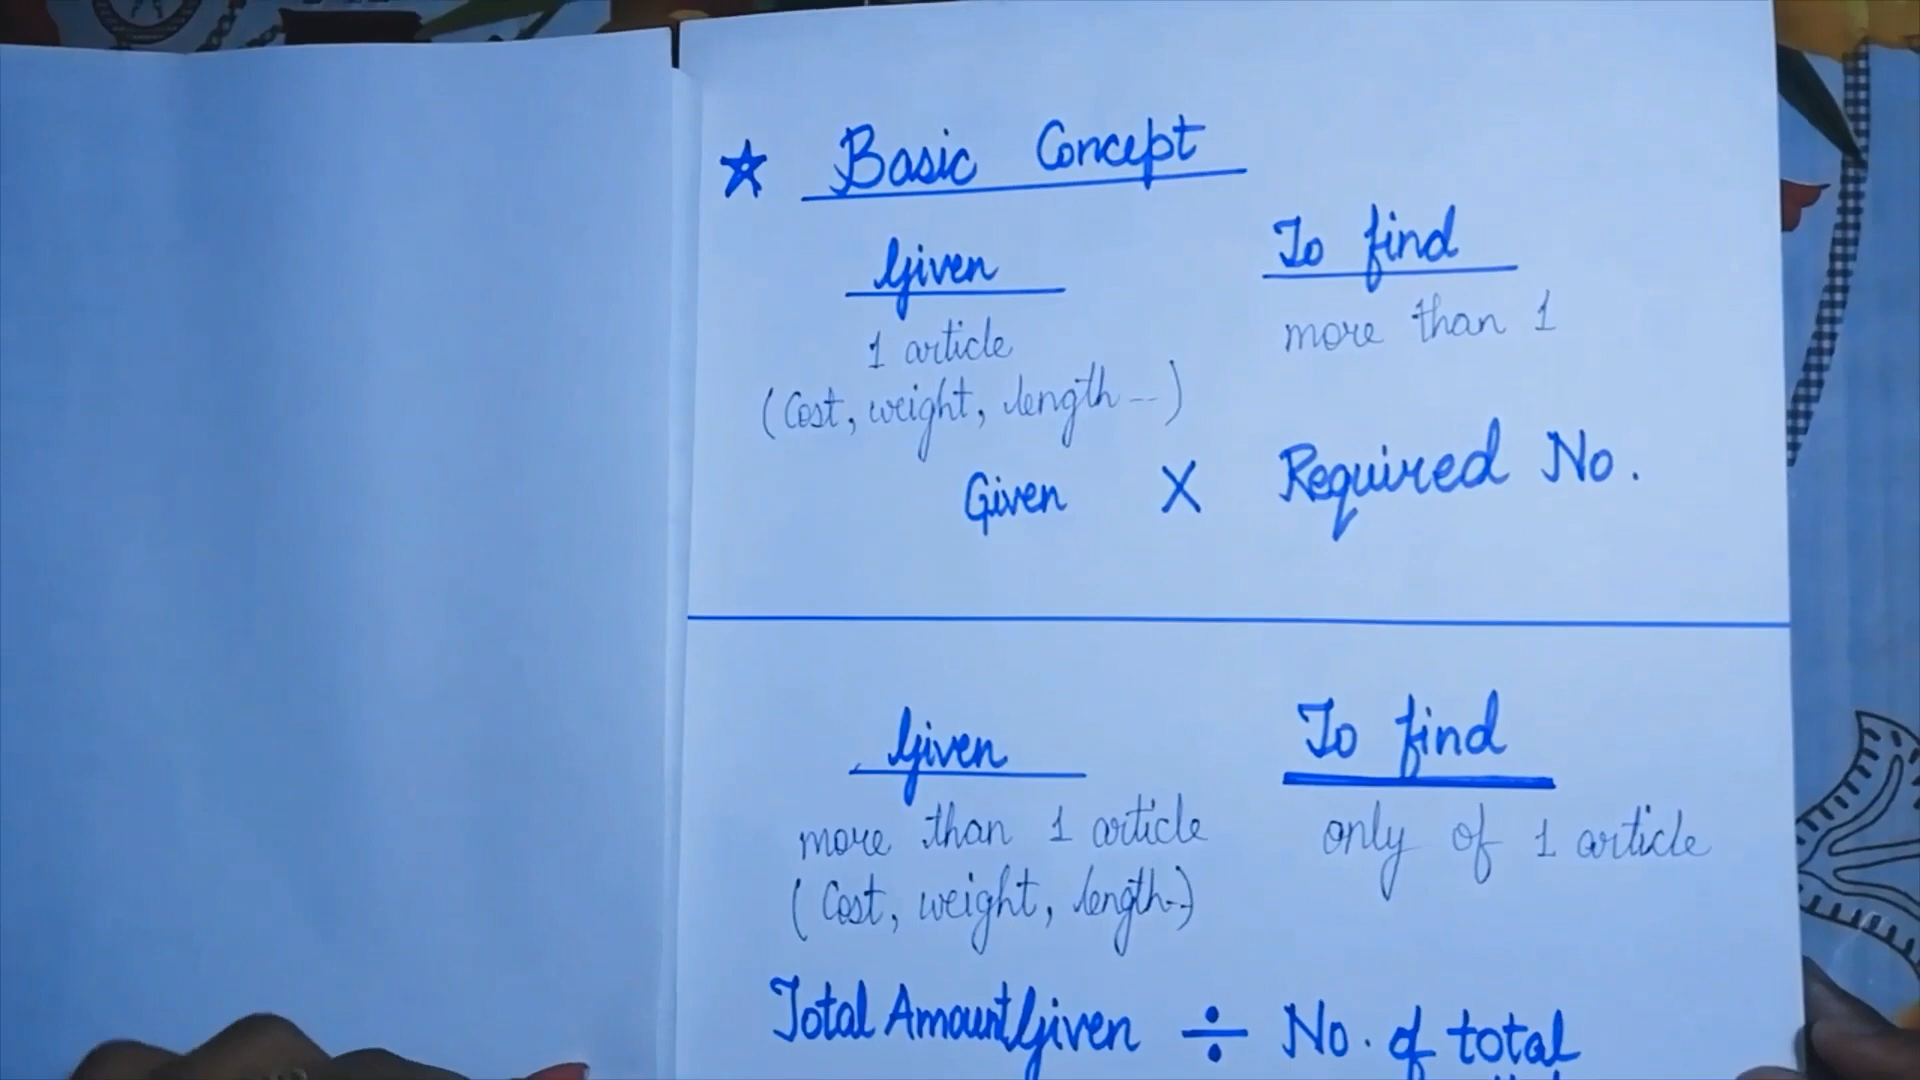 ☆ Basic Concept
Given To find
1 article more than 1
(Cost, weight, length --)
Given X Required No.
Given To find
more than 1 article only of 1 article
(Cost, weight, length--)
Total Amount Given ÷ No. of total